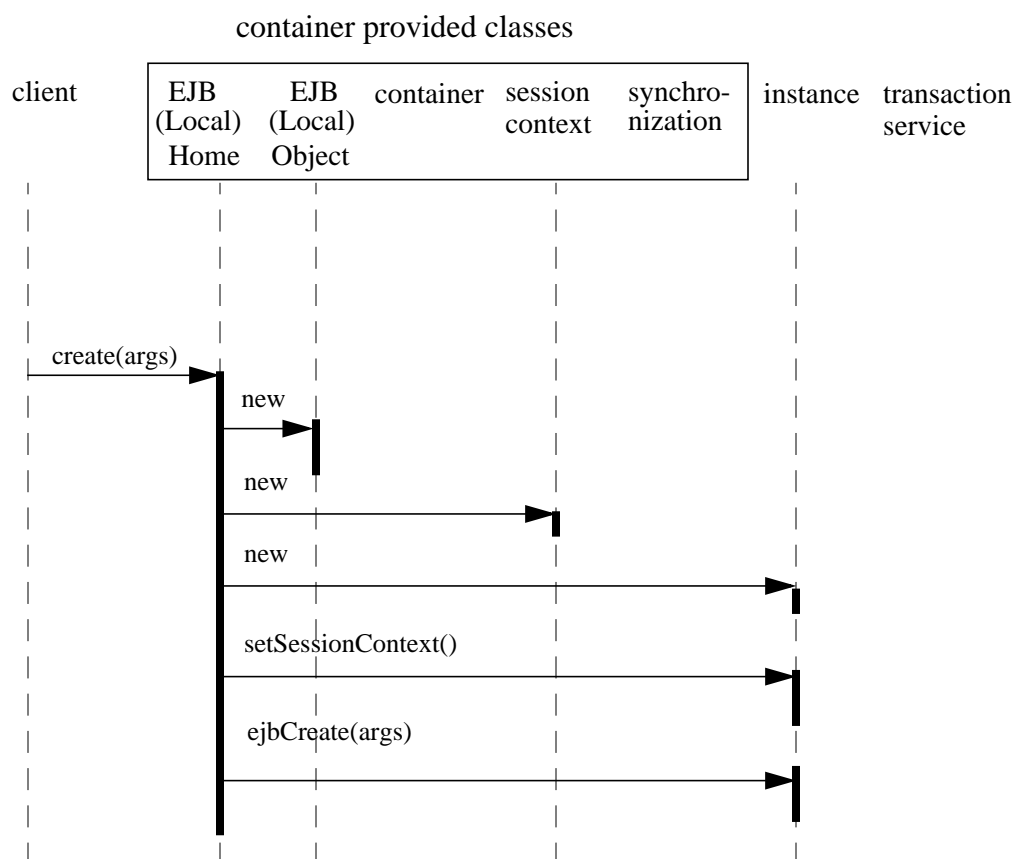 container provided classes
client
EJB
(Local)
Home
EJB
(Local)
Object
container
session
context
synchro-
nization
instance
transaction
service
create(args)
new
new
new
setSessionContext()
ejbCreate(args)